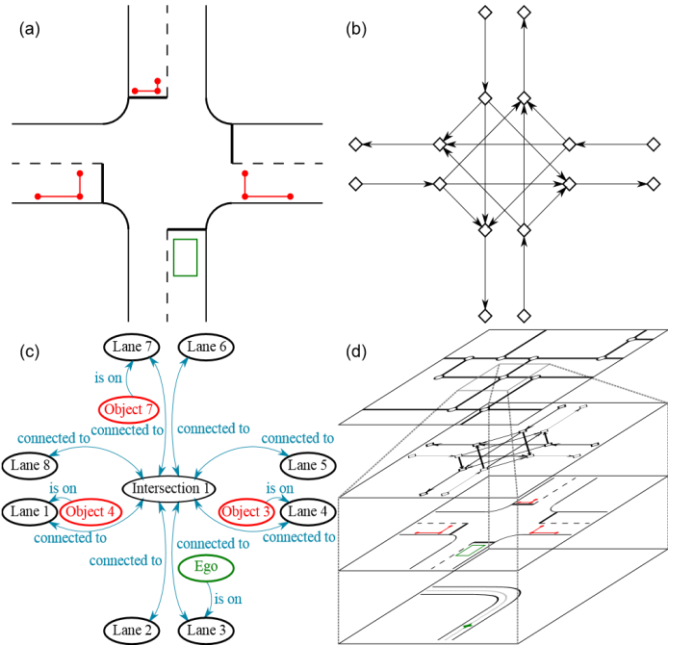 (a)
(b)
(c)
Lane 7
Lane 6
is on
Object 7
connected to
connected to
connected to
connected to
Lane 8
Lane 5
Intersection 1
is on
is on
Lane 1
Object 4
Object 3
Lane 4
connected to
connected to
connected to
connected to
Ego
is on
Lane 2
Lane 3
(d)